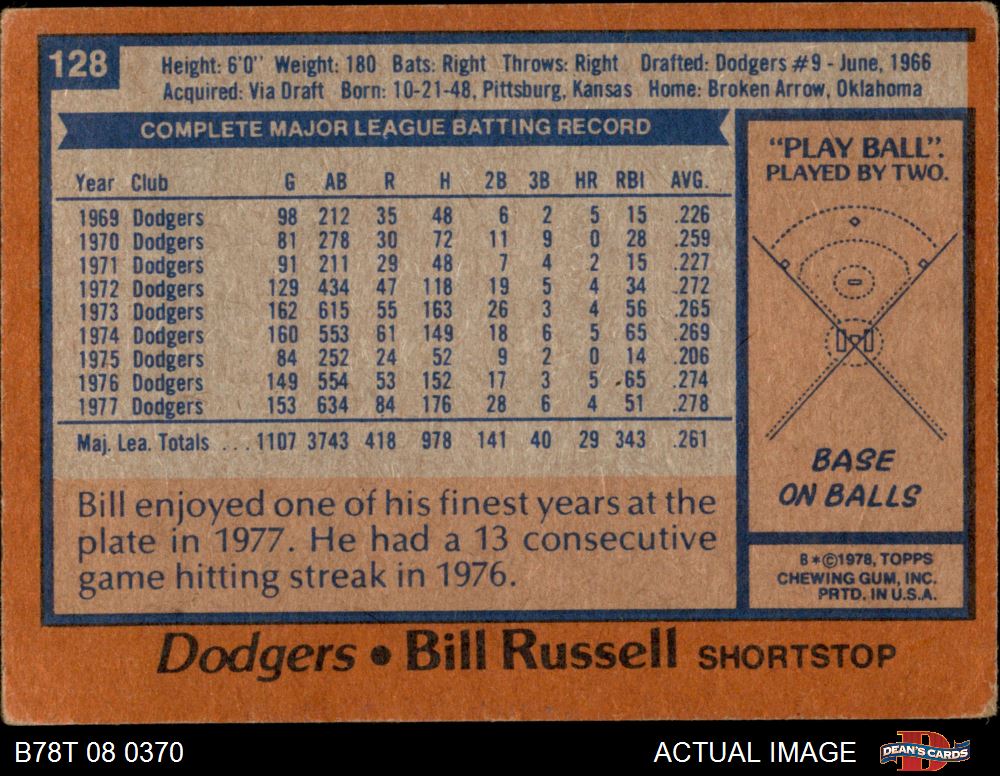 128
Height: 6'0" Weight: 180 Bats: Right Throws: Right Drafted: Dodgers #9 - June, 1966
Acquired: Via Draft Born: 10-21-48, Pittsburg, Kansas Home: Broken Arrow, Oklahoma
COMPLETE MAJOR LEAGUE BATTING RECORD
Year Club G AB R H 2B 3B HR RBI AVG.
1969 Dodgers 98 212 35 48 6 2 5 15 .226
1970 Dodgers 81 278 30 72 11 9 0 28 .259
1971 Dodgers 91 211 29 48 7 4 2 15 .227
1972 Dodgers 129 434 47 118 19 5 4 34 .272
1973 Dodgers 162 615 55 163 26 3 4 56 .265
1974 Dodgers 160 553 61 149 18 6 5 65 .269
1975 Dodgers 84 252 24 52 9 2 0 14 .206
1976 Dodgers 149 554 53 152 17 3 5 65 .274
1977 Dodgers 153 634 84 176 28 6 4 51 .278
Maj. Lea. Totals ... 1107 3743 418 978 141 40 29 343 .261
Bill enjoyed one of his finest years at the
plate in 1977. He had a 13 consecutive
game hitting streak in 1976.
"PLAY BALL".
PLAYED BY TWO.
BASE
ON BALLS
B*©1978, TOPPS
CHEWING GUM, INC.
PRTD. IN U.S.A.
Dodgers • Bill Russell SHORTSTOP
B78T 08 0370
ACTUAL IMAGE
DEAN'S CARDS